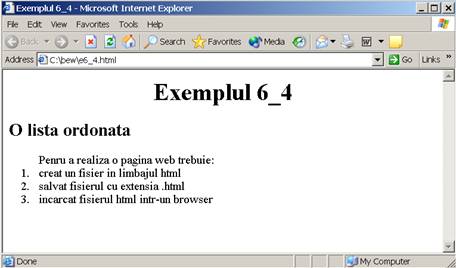 Exemplul 6_4 - Microsoft Internet Explorer
File Edit Favorites Tools Help
Back Search Favorites Media
Address C:\bew\e6_4.html Go Links »
Exemplul 6_4
O lista ordonata
Penru a realiza o pagina web trebuie:
1. creat un fisier in limbajul html
2. salvat fisierul cu extensia .html
3. incarcat fisierul html intr-un browser
Done My Computer